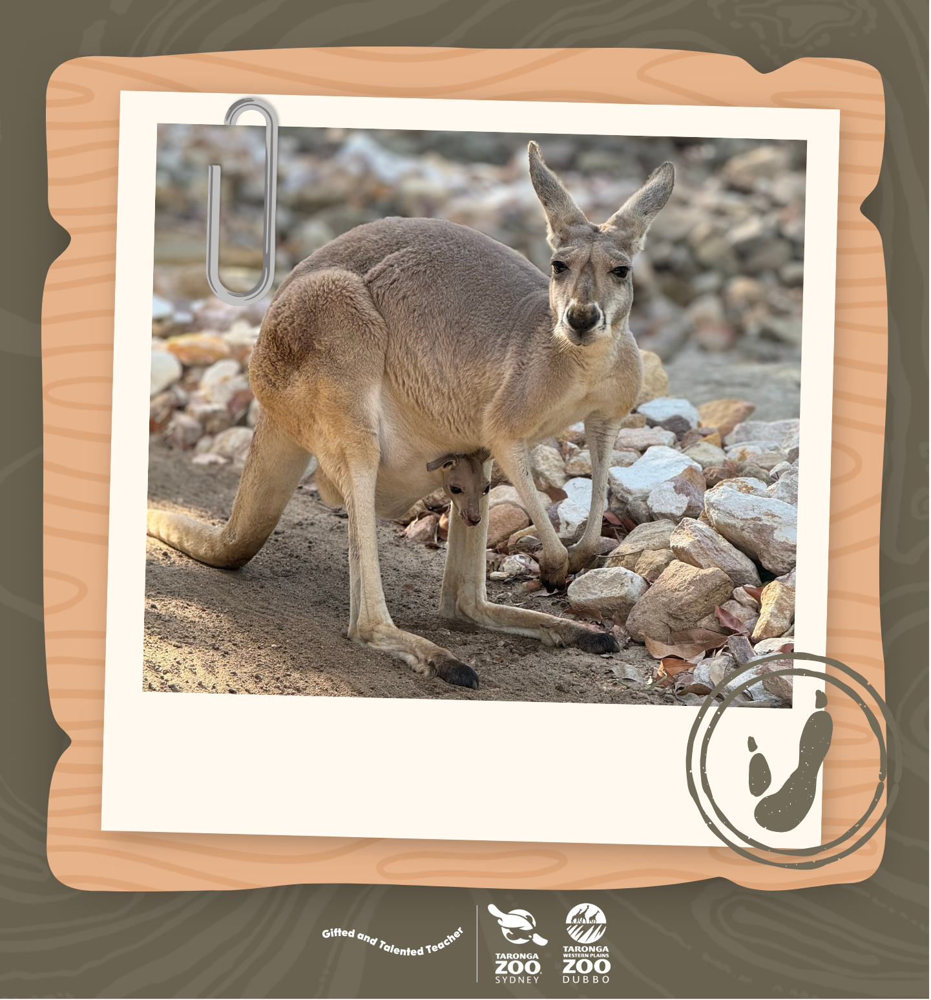 Gifted and Talented Teacher
TARONGA
ZOO
SYDNEY
TARONGA
WESTERN PLAINS
ZOO
DUBBO